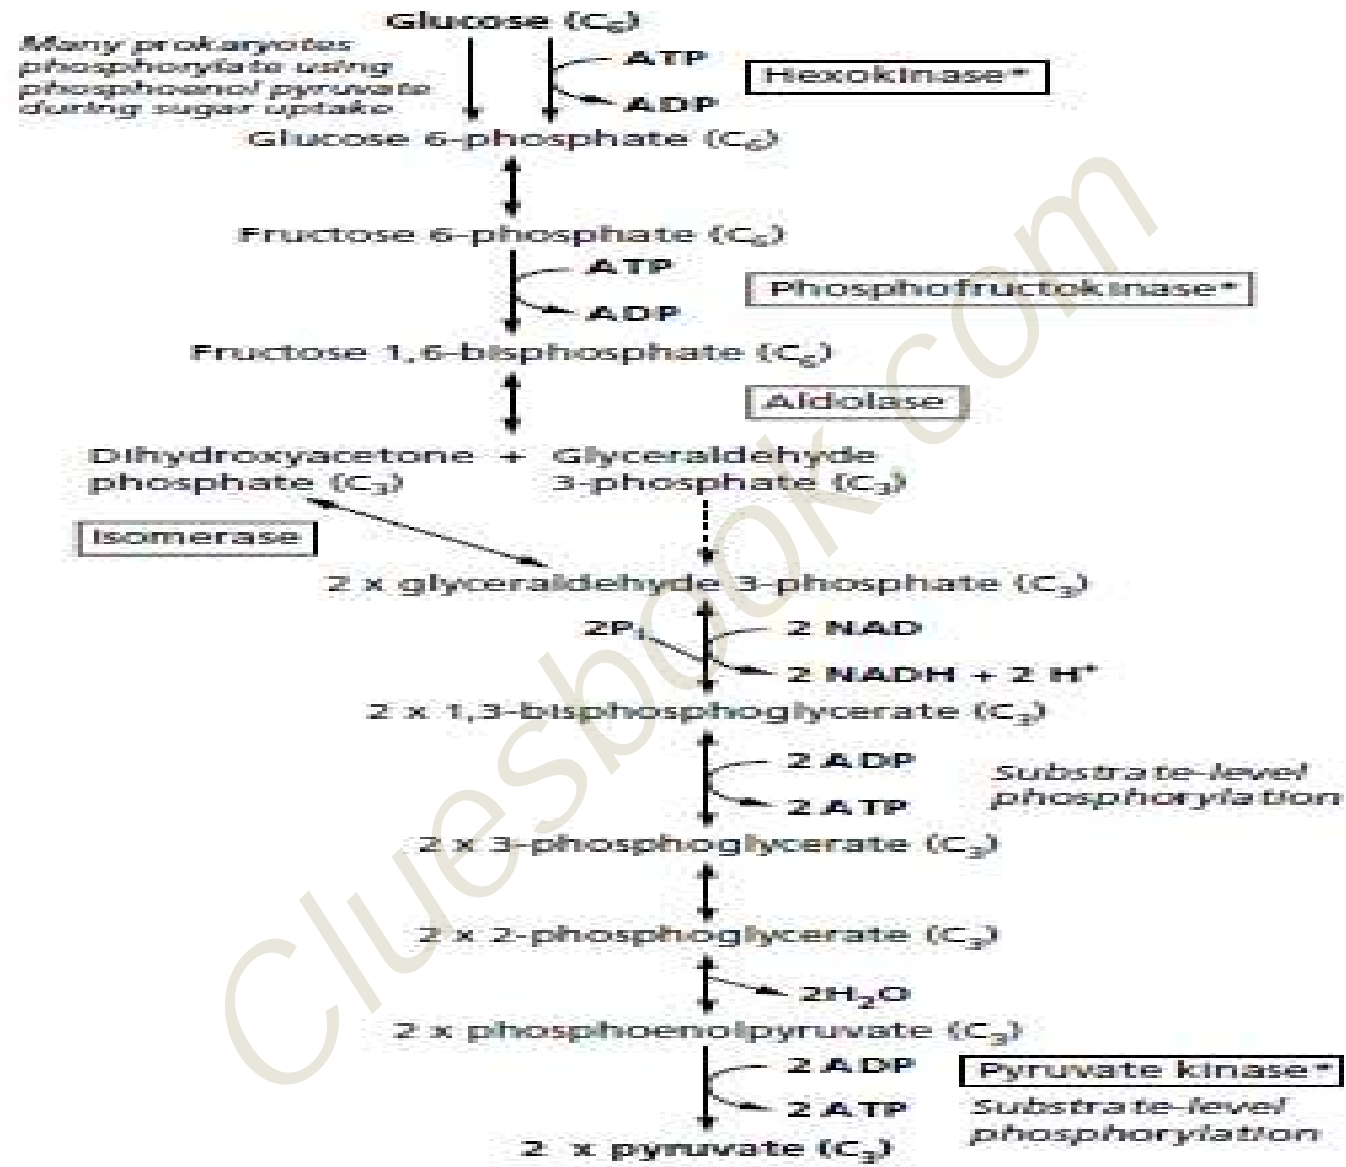 Glucose (C₆)
Many prokaryotes
phosphorylate using
phosphoenol pyruvate
during sugar uptake
ATP
Hexokinase*
ADP
Glucose 6-phosphate (C₆)
Fructose 6-phosphate (C₆)
ATP
Phosphofructokinase*
ADP
Fructose 1,6-bisphosphate (C₆)
Aldolase
Dihydroxyacetone + Glyceraldehyde
phosphate (C₃) 3-phosphate (C₃)
Isomerase
2 x glyceraldehyde 3-phosphate (C₃)
2Pᵢ 2 NAD
2 NADH + 2 H⁺
2 x 1,3-bisphosphoglycerate (C₃)
2 ADP
Substrate-level
phosphorylation
2 ATP
2 x 3-phosphoglycerate (C₃)
2 x 2-phosphoglycerate (C₃)
2H₂O
2 x phosphoenolpyruvate (C₃)
2 ADP
Pyruvate kinase*
2 ATP
Substrate-level
phosphorylation
2 x pyruvate (C₃)
Cluesbook.com